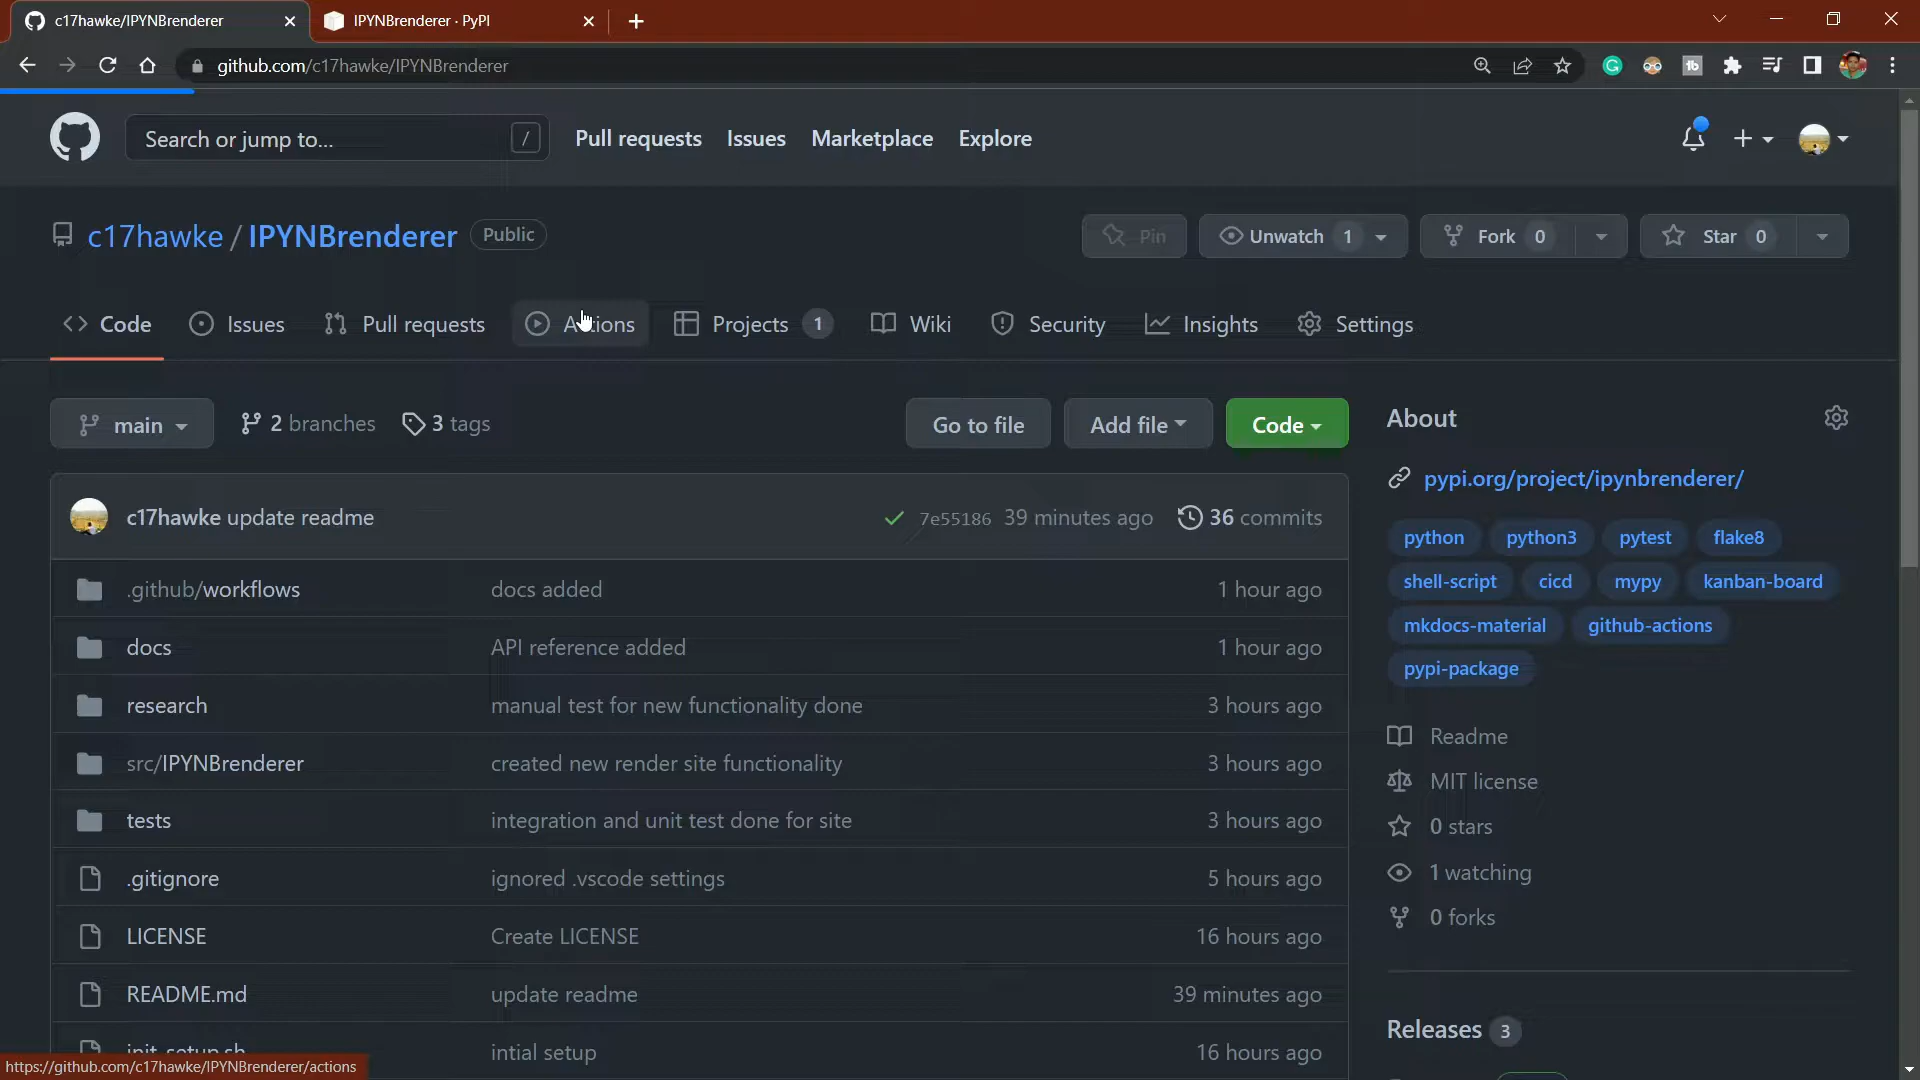 c17hawke/IPYNBrenderer
IPYNBrenderer · PyPI
github.com/c17hawke/IPYNBrenderer
Search or jump to... /
Pull requests Issues Marketplace Explore
c17hawke / IPYNBrenderer Public
Pin Unwatch 1 Fork 0 Star 0
Code Issues Pull requests Actions Projects 1 Wiki Security Insights Settings
main 2 branches 3 tags Go to file Add file Code
c17hawke update readme 7e55186 39 minutes ago 36 commits
.github/workflows docs added 1 hour ago
docs API reference added 1 hour ago
research manual test for new functionality done 3 hours ago
src/IPYNBrenderer created new render site functionality 3 hours ago
tests integration and unit test done for site 3 hours ago
.gitignore ignored .vscode settings 5 hours ago
LICENSE Create LICENSE 16 hours ago
README.md update readme 39 minutes ago
init_setup.sh intial setup 16 hours ago
About
pypi.org/project/ipynbrenderer/
python python3 pytest flake8
shell-script cicd mypy kanban-board
mkdocs-material github-actions
pypi-package
Readme
MIT license
0 stars
1 watching
0 forks
Releases 3
https://github.com/c17hawke/IPYNBrenderer/actions